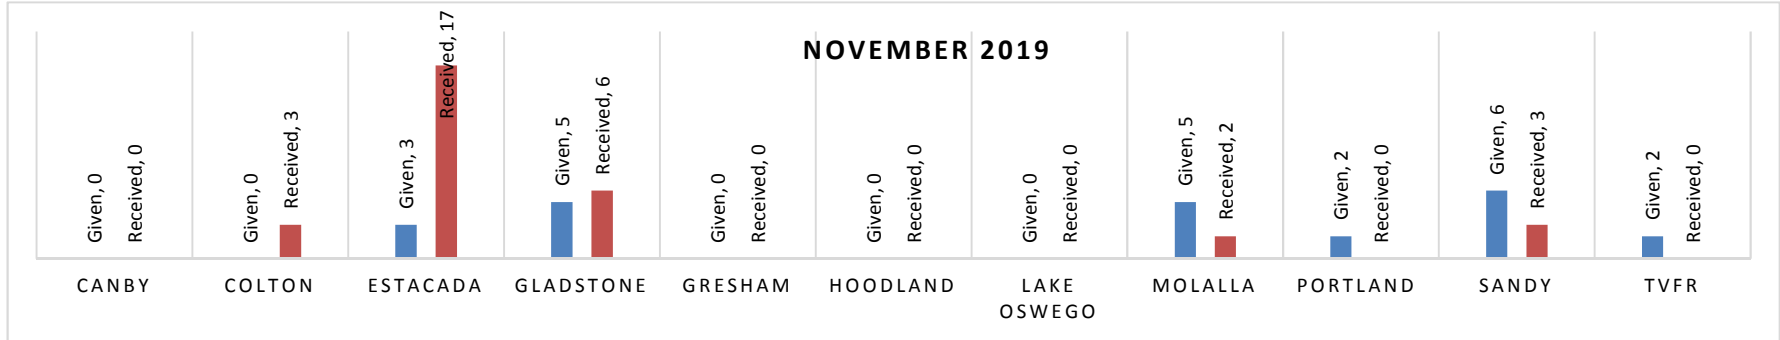 NOVEMBER 2019
Given, 0
Received, 0
Given, 0
Received, 3
Given, 3
Received, 17
Given, 5
Received, 6
Given, 0
Received, 0
Given, 0
Received, 0
Given, 0
Received, 0
Given, 5
Received, 2
Given, 2
Received, 0
Given, 6
Received, 3
Given, 2
Received, 0
CANBY
COLTON
ESTACADA
GLADSTONE
GRESHAM
HOODLAND
LAKE
OSWEGO
MOLALLA
PORTLAND
SANDY
TVFR